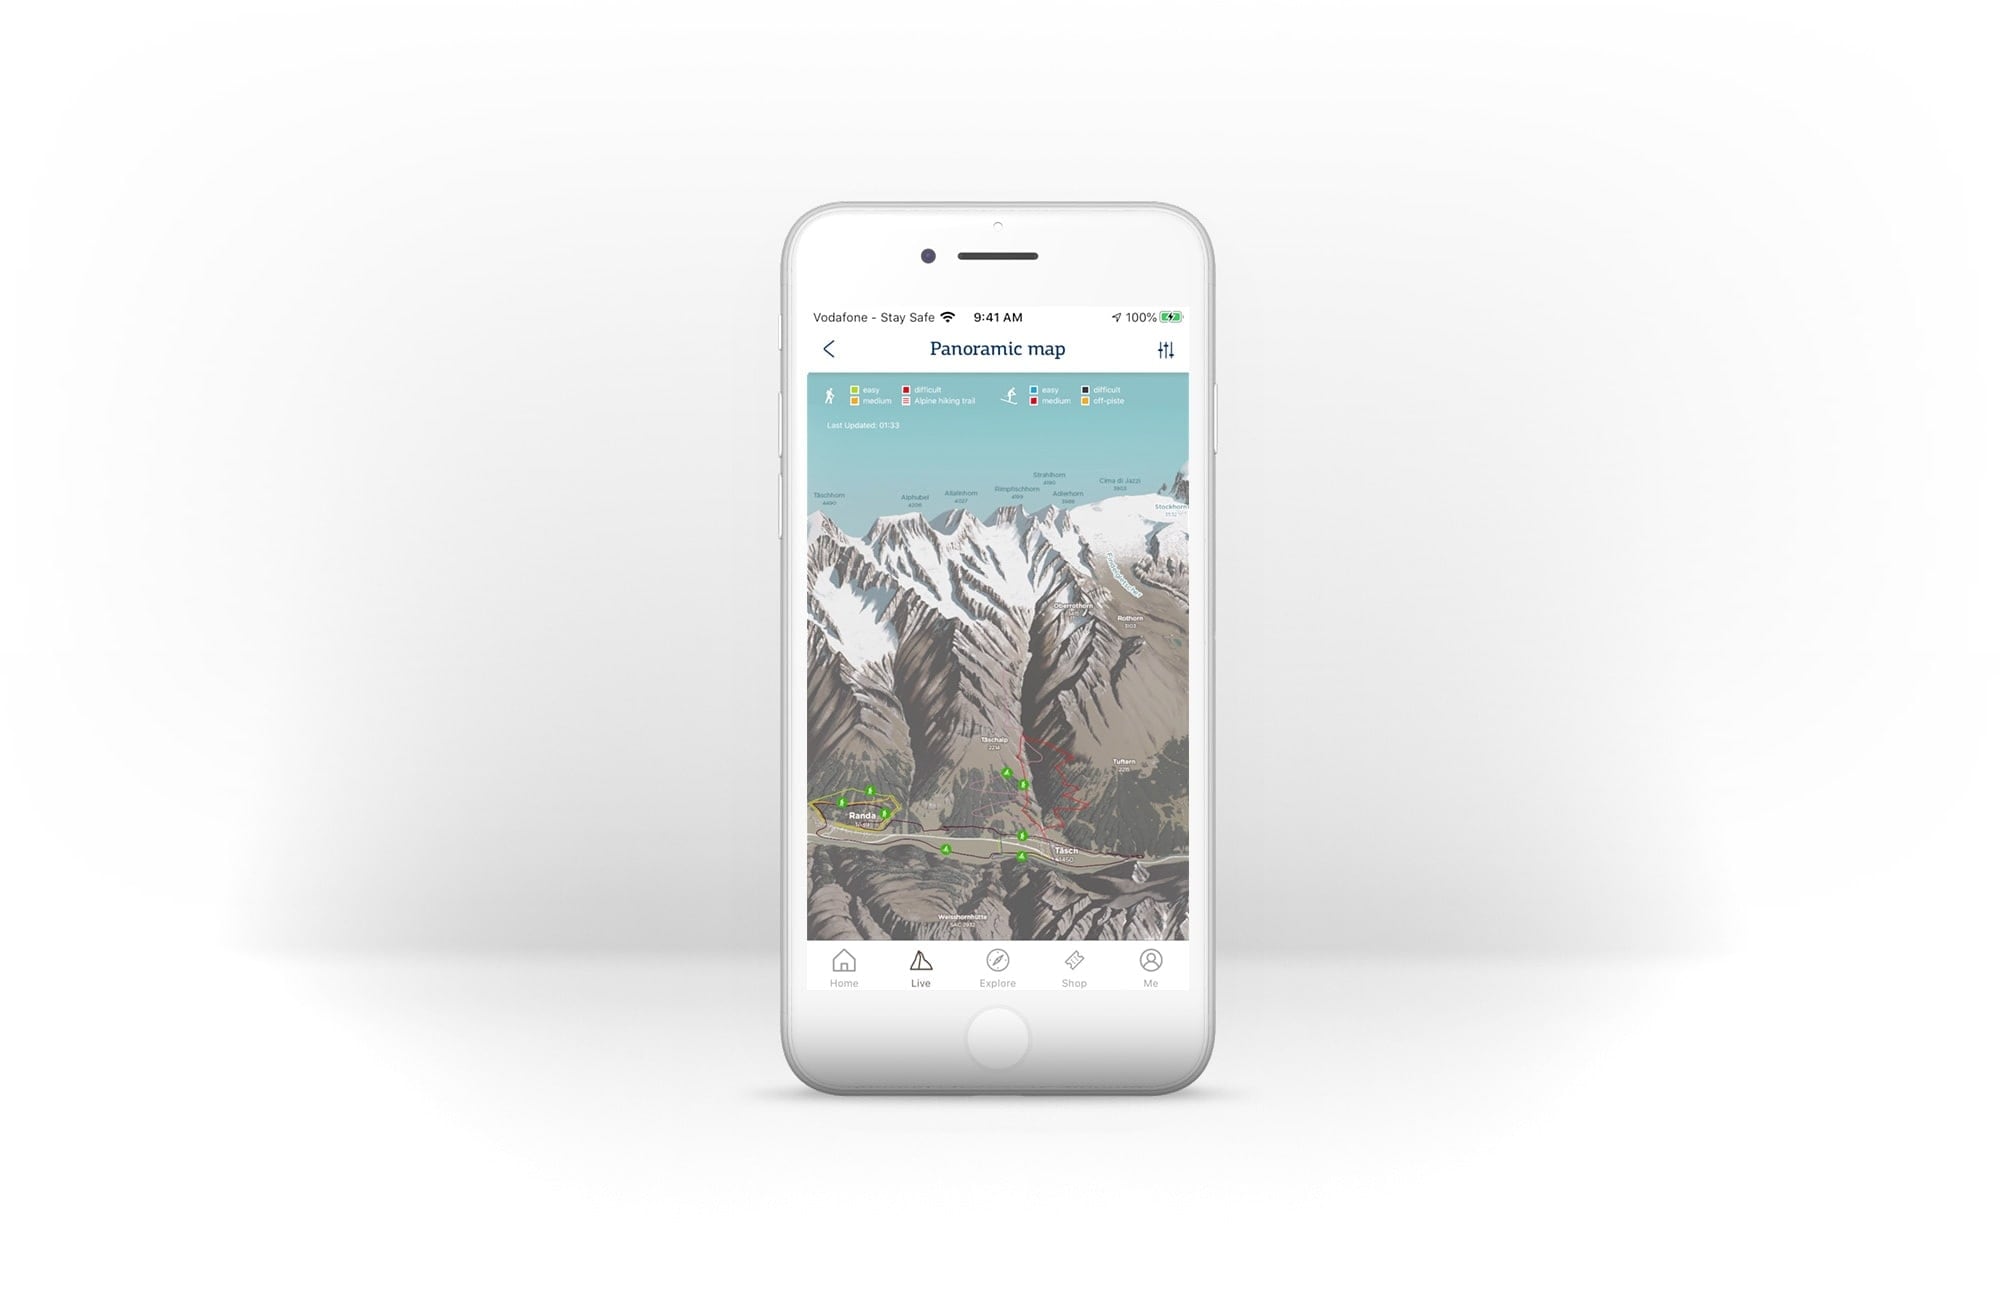 Vodafone - Stay Safe 9:41 AM 100%
Panoramic map
easy difficult easy difficult
medium Alpine hiking trail medium off-piste
Last Updated: 01:33
Strahlhorn
4190
Cima di Jazzi
3903
Täschhorn
4490
Alphubel
4206
Allalinhorn
4027
Rimpfischhorn
4199
Adlerhorn
3988
Stockhorn
Findelgletscher
Oberrothorn
Rothorn
3103
Täschalp
2214
Tuftern
2215
Randa
Täsch
1450
Weisshornhütte
SAC 2932
Home Live Explore Shop Me